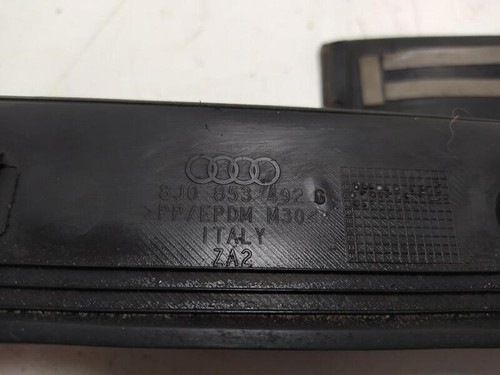 8J0 853 492 G
>PP/EPDM M30<
ITALY
ZA2